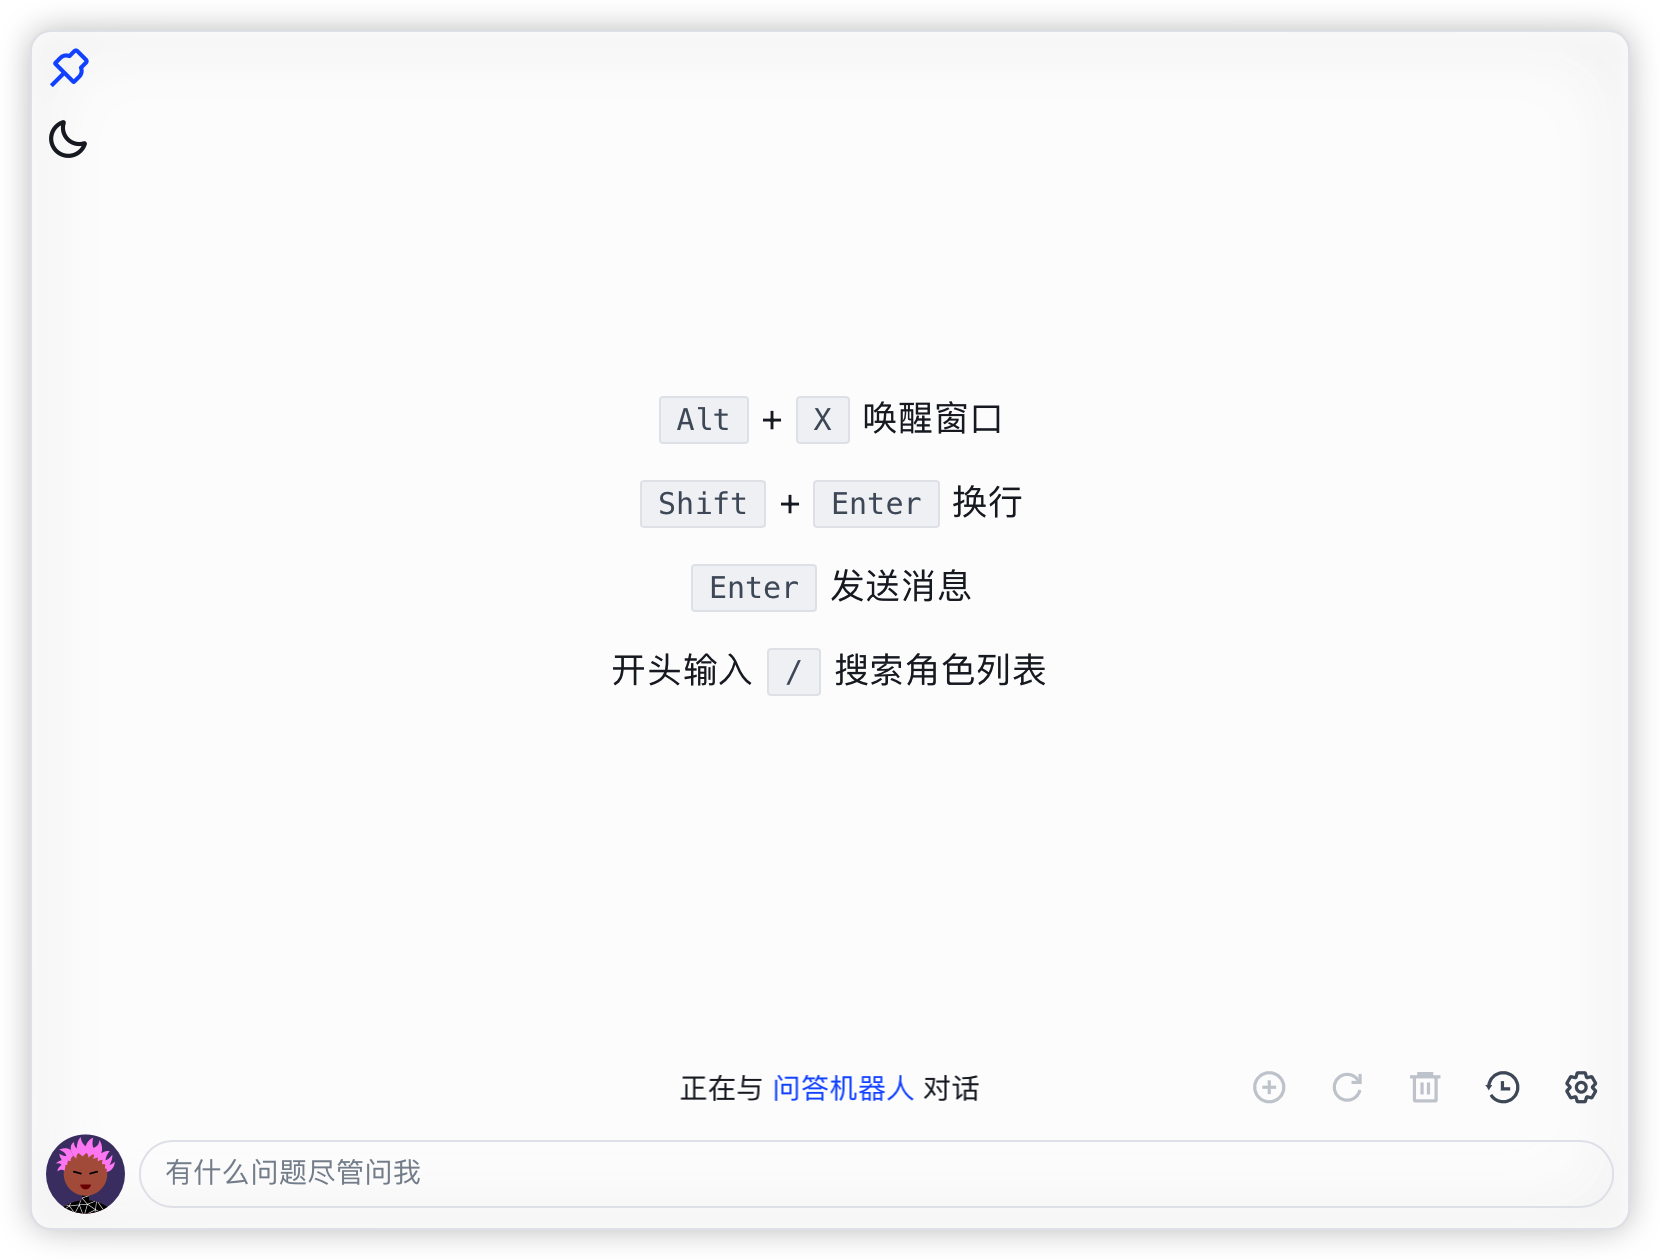 Alt + X 唤醒窗口
Shift + Enter 换行
Enter 发送消息
开头输入 / 搜索角色列表
正在与 问答机器人 对话
有什么问题尽管问我